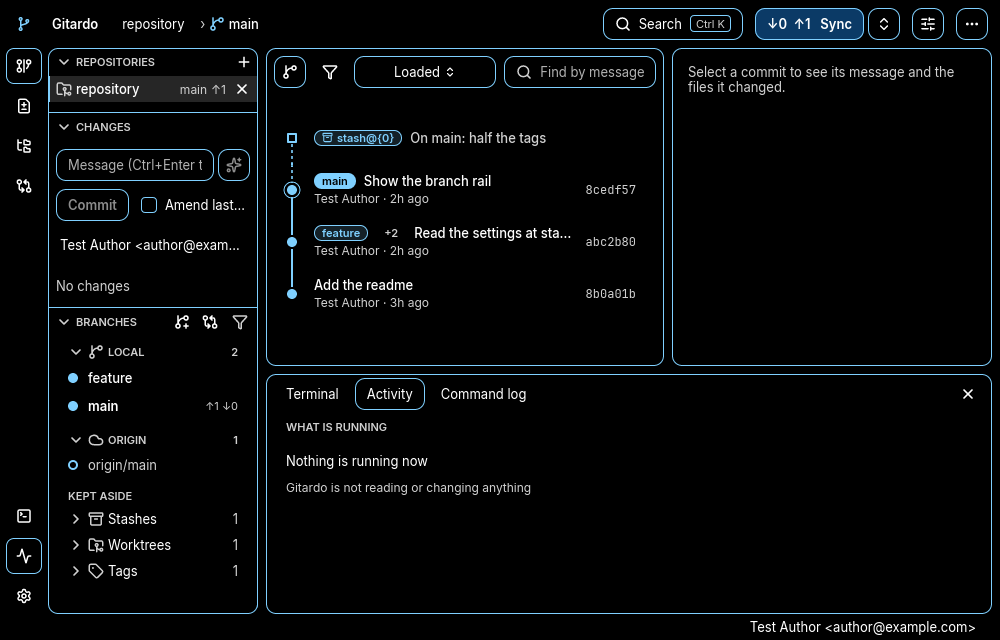 Gitardo repository › main Search Ctrl K ↓0 ↑1 Sync
REPOSITORIES
repository main ↑1
CHANGES
Message (Ctrl+Enter t
Commit Amend last...
Test Author <author@exam...
No changes
BRANCHES
LOCAL 2
feature
main ↑1 ↓0
ORIGIN 1
origin/main
KEPT ASIDE
Stashes 1
Worktrees 1
Tags 1
Loaded Find by message
stash@{0} On main: half the tags
main Show the branch rail
Test Author · 2h ago 8cedf57
feature +2 Read the settings at sta...
Test Author · 2h ago abc2b80
Add the readme
Test Author · 3h ago 8b0a01b
Select a commit to see its message and the
files it changed.
Terminal Activity Command log
WHAT IS RUNNING
Nothing is running now
Gitardo is not reading or changing anything
Test Author <author@example.com>